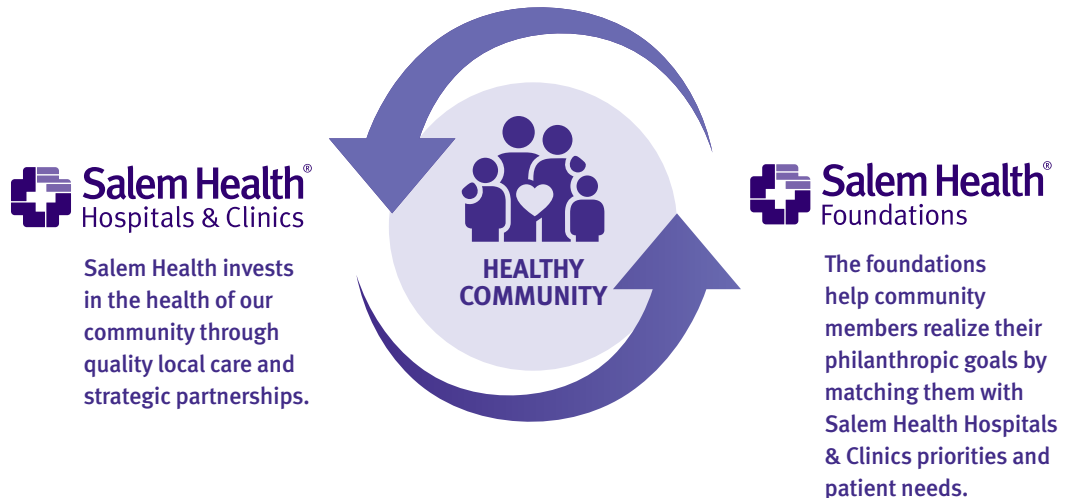 Salem Health®
Hospitals & Clinics
Salem Health invests
in the health of our
community through
quality local care and
strategic partnerships.
HEALTHY
COMMUNITY
Salem Health®
Foundations
The foundations
help community
members realize their
philanthropic goals by
matching them with
Salem Health Hospitals
& Clinics priorities and
patient needs.